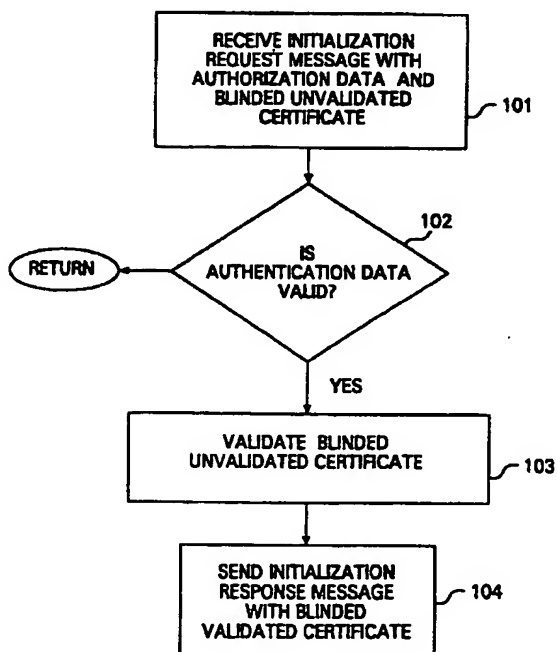 RECEIVE INITIALIZATION
REQUEST MESSAGE WITH
AUTHORIZATION DATA AND
BLINDED UNVALIDATED
CERTIFICATE
101
102
IS
AUTHENTICATION DATA
VALID?
RETURN
YES
VALIDATE BLINDED
UNVALIDATED CERTIFICATE
103
SEND INITIALIZATION
RESPONSE MESSAGE
WITH BLINDED
VALIDATED CERTIFICATE
104